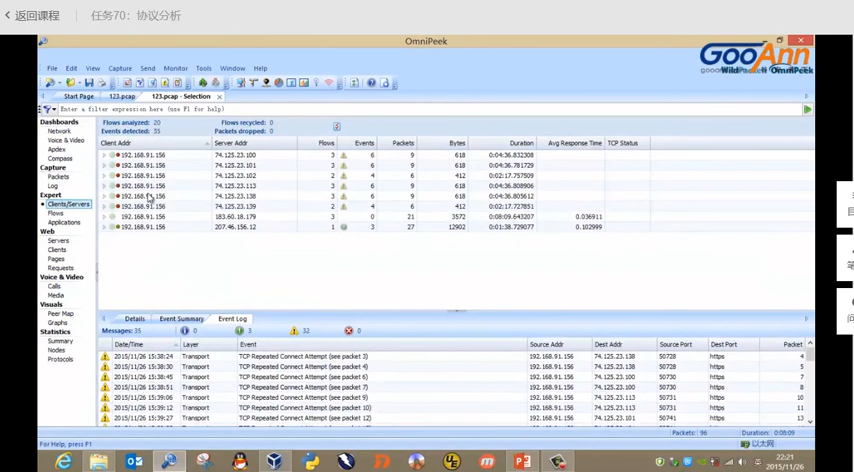 返回课程
任务70：协议分析
OmniPeek
File Edit View Capture Send Monitor Tools Window Help
GooAnn
WildPackets OmniPeek
Start Page 123.pcap 123.pcap - Selection
Enter a filter expression here (use F1 for help)
Dashboards
Network
Voice & Video
Apdex
Compass
Capture
Packets
Log
Expert
Clients/Servers
Flows
Applications
Web
Servers
Clients
Pages
Requests
Voice & Video
Calls
Media
Visuals
Peer Map
Graphs
Statistics
Summary
Nodes
Protocols
Flows analyzed: 20 Flows recycled: 0
Events detected: 35 Packets dropped: 0
Client Addr Server Addr Flows Events Packets Bytes Duration Avg Response Time TCP Status
192.168.91.156 74.125.23.100 3 6 9 618 0:04:36.832308
192.168.91.156 74.125.23.101 3 6 9 618 0:04:36.781729
192.168.91.156 74.125.23.102 2 4 6 412 0:02:17.757509
192.168.91.156 74.125.23.113 3 6 9 618 0:04:36.808906
192.168.91.156 74.125.23.138 3 6 9 618 0:04:36.805612
192.168.91.156 74.125.23.139 2 4 6 412 0:02:17.727851
192.168.91.156 183.60.18.179 3 0 21 3572 0:08:09.643207 0.036911
192.168.91.156 207.46.156.12 1 3 27 12902 0:01:38.729077 0.102999
Details Event Summary Event Log
Messages: 35 0 3 32 0
Date/Time Layer Event Source Addr Dest Addr Source Port Dest Port Packet
2015/11/26 15:38:24 Transport TCP Repeated Connect Attempt (see packet 3) 192.168.91.156 74.125.23.138 50728 https 4
2015/11/26 15:38:30 Transport TCP Repeated Connect Attempt (see packet 4) 192.168.91.156 74.125.23.138 50728 https 5
2015/11/26 15:38:45 Transport TCP Repeated Connect Attempt (see packet 6) 192.168.91.156 74.125.23.100 50730 https 7
2015/11/26 15:38:51 Transport TCP Repeated Connect Attempt (see packet 7) 192.168.91.156 74.125.23.100 50730 https 8
2015/11/26 15:39:06 Transport TCP Repeated Connect Attempt (see packet 9) 192.168.91.156 74.125.23.113 50731 https 10
2015/11/26 15:39:12 Transport TCP Repeated Connect Attempt (see packet 10) 192.168.91.156 74.125.23.113 50731 https 11
2015/11/26 15:39:27 Transport TCP Repeated Connect Attempt (see packet 12) 192.168.91.156 74.125.23.101 50741 https 13
Packets: 96 Duration: 0:08:09
For Help, press F1 以太网
22:21
2015/11/26